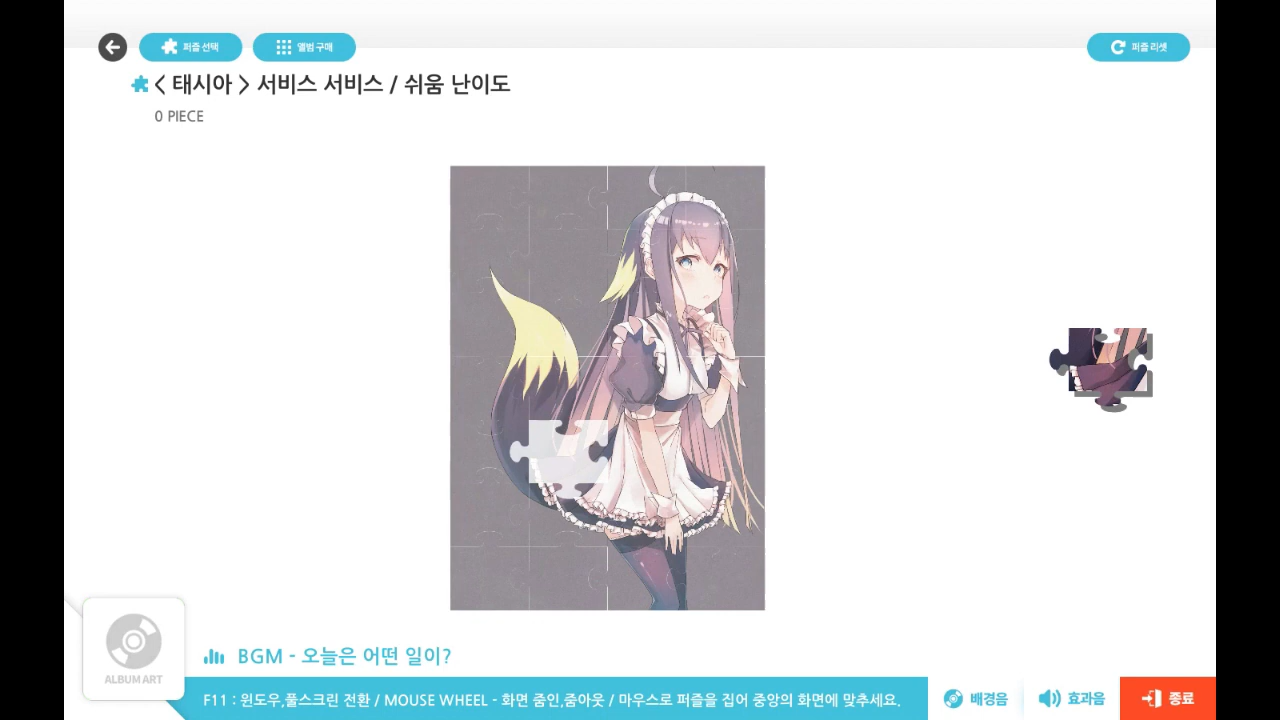 퍼즐 선택
앨범 구매
퍼즐 리셋
< 태시아 > 서비스 서비스 / 쉬움 난이도
0 PIECE
ALBUM ART
BGM - 오늘은 어떤 일이?
F11 : 윈도우,풀스크린 전환 / MOUSE WHEEL - 화면 줌인,줌아웃 / 마우스로 퍼즐을 집어 중앙의 화면에 맞추세요.
배경음
효과음
종료